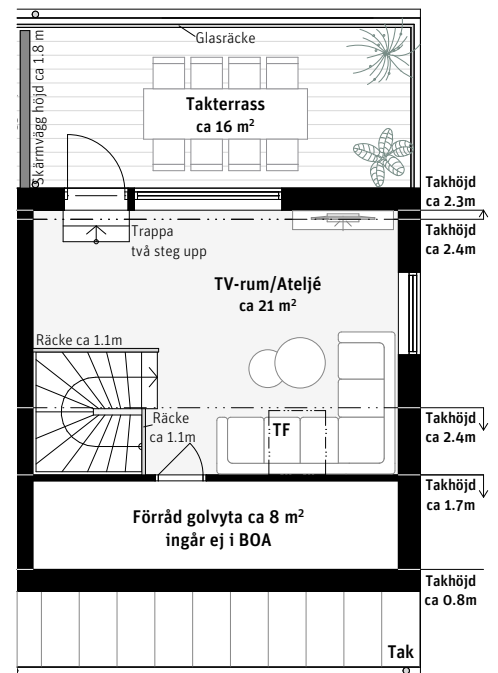 Glasräcke
Skärmvägg höjd ca 1.8 m
Takterrass
ca 16 m²
Takhöjd
ca 2.3m
Trappa
två steg upp
Takhöjd
ca 2.4m
TV-rum/Ateljé
ca 21 m²
Räcke ca 1.1m
Räcke
ca 1.1m
TF
Takhöjd
ca 2.4m
Takhöjd
ca 1.7m
Förråd golvyta ca 8 m²
ingår ej i BOA
Takhöjd
ca 0.8m
Tak